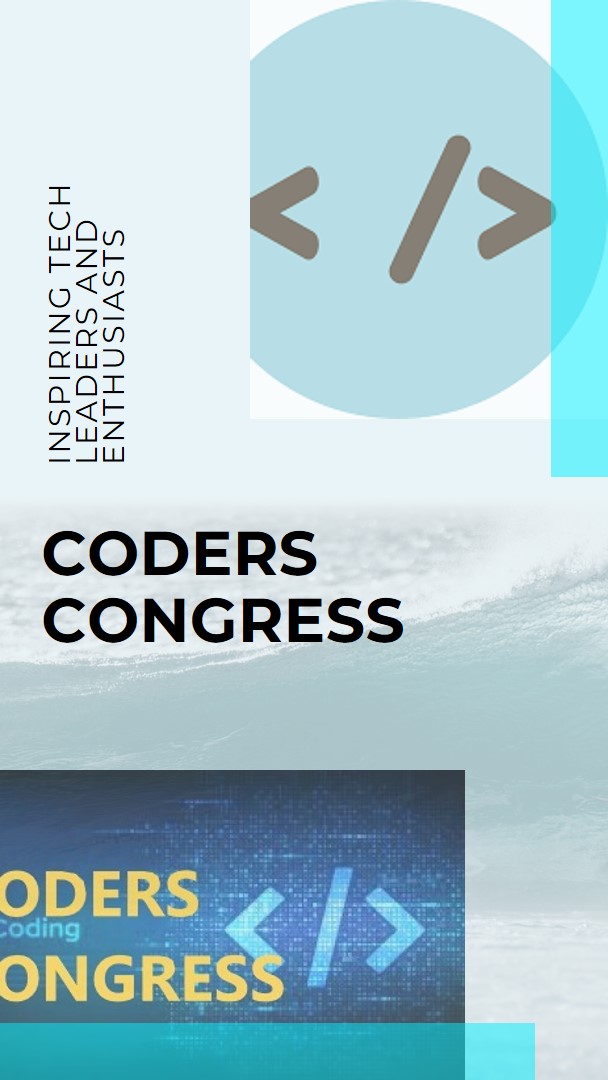 INSPIRING TECH
LEADERS AND
ENTHUSIASTS
</>
CODERS
CONGRESS
ODERS
Coding
ONGRESS
</>